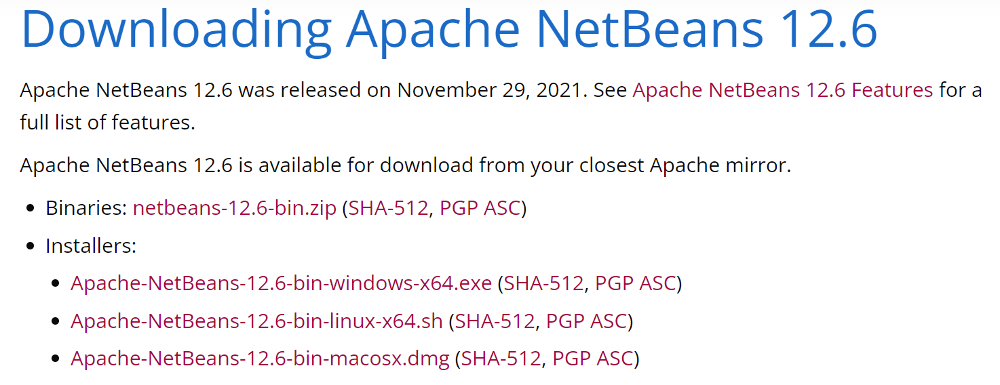 Downloading Apache NetBeans 12.6
Apache NetBeans 12.6 was released on November 29, 2021. See Apache NetBeans 12.6 Features for a
full list of features.
Apache NetBeans 12.6 is available for download from your closest Apache mirror.
• Binaries: netbeans-12.6-bin.zip (SHA-512, PGP ASC)
• Installers:
• Apache-NetBeans-12.6-bin-windows-x64.exe (SHA-512, PGP ASC)
• Apache-NetBeans-12.6-bin-linux-x64.sh (SHA-512, PGP ASC)
• Apache-NetBeans-12.6-bin-macosx.dmg (SHA-512, PGP ASC)